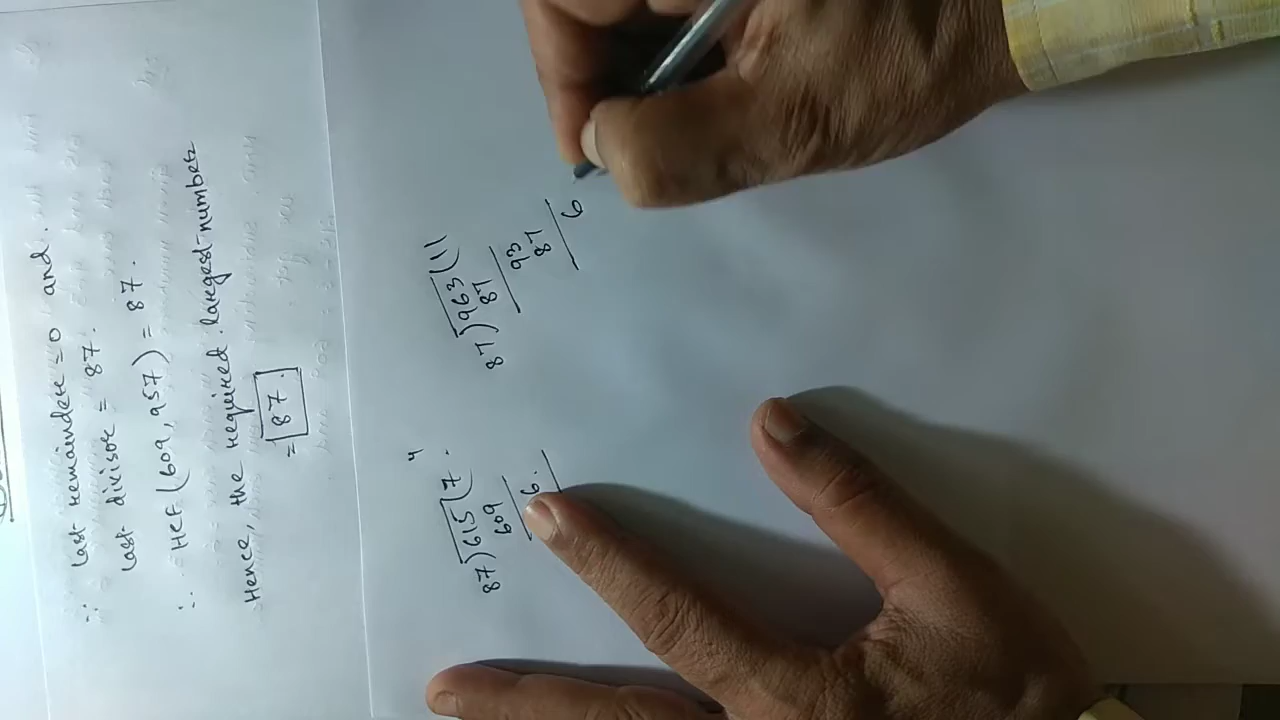 ∵ Last remainder = 0 and.
Last divisor = 87.
∴ HCF (609, 957) = 87.
Hence, the required largest number
= 87.
4
87)615(7.
609
6.
87)963(11
87
93
87
6